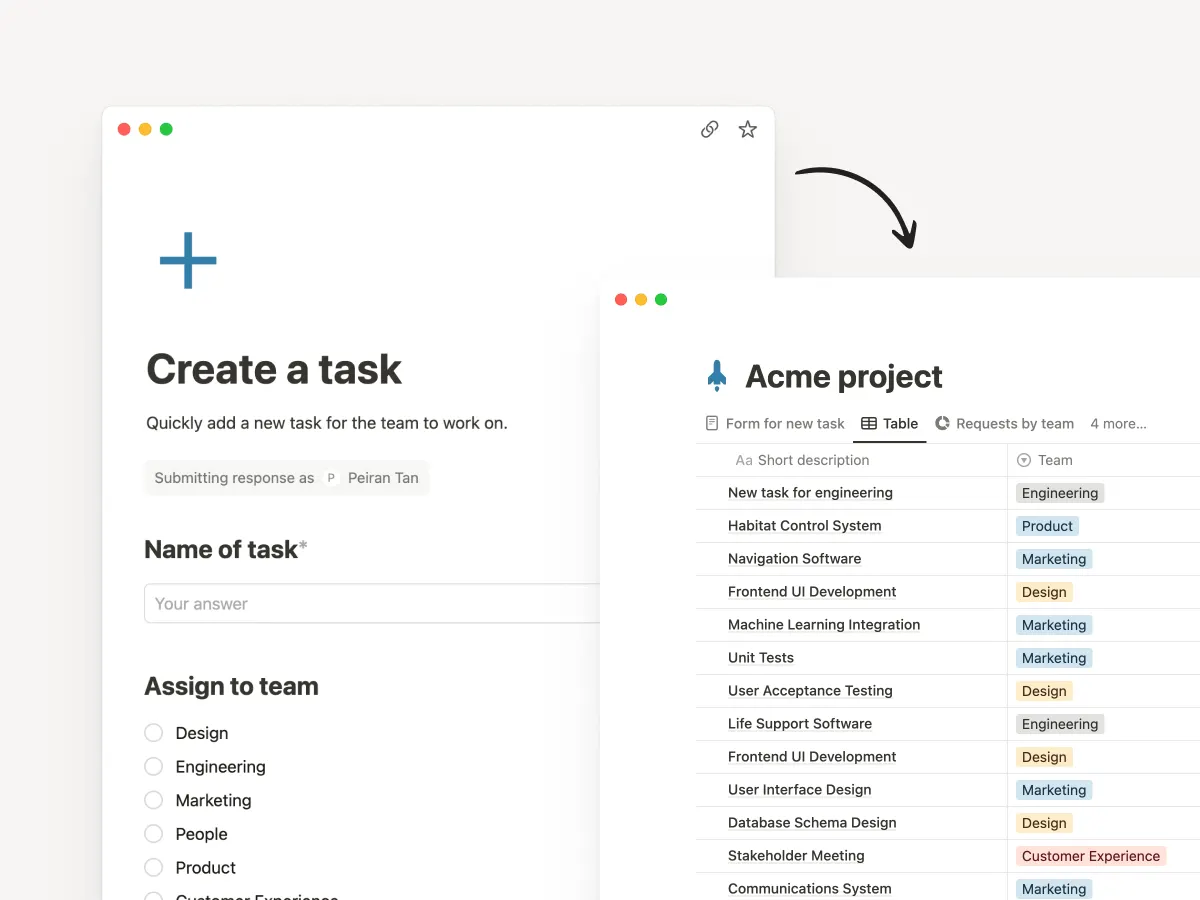 Create a task
Quickly add a new task for the team to work on.
Submitting response as P Peiran Tan
Name of task*
Your answer
Assign to team
Design
Engineering
Marketing
People
Product
Customer Experience
Acme project
Form for new task Table Requests by team 4 more...
Aa Short description Team
New task for engineering Engineering
Habitat Control System Product
Navigation Software Marketing
Frontend UI Development Design
Machine Learning Integration Marketing
Unit Tests Marketing
User Acceptance Testing Design
Life Support Software Engineering
Frontend UI Development Design
User Interface Design Marketing
Database Schema Design Design
Stakeholder Meeting Customer Experience
Communications System Marketing